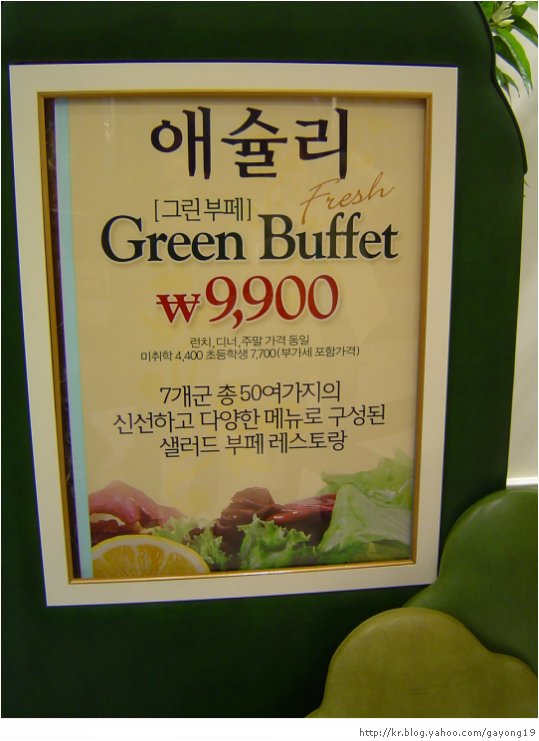 애슐리
Fresh
[그린 부페]
Green Buffet
₩9,900
런치, 디너, 주말 가격 동일
미취학 4,400 초등학생 7,700(부가세 포함가격)
7개군 총 50여가지의
신선하고 다양한 메뉴로 구성된
샐러드 부페 레스토랑
http://kr.blog.yahoo.com/gayong19